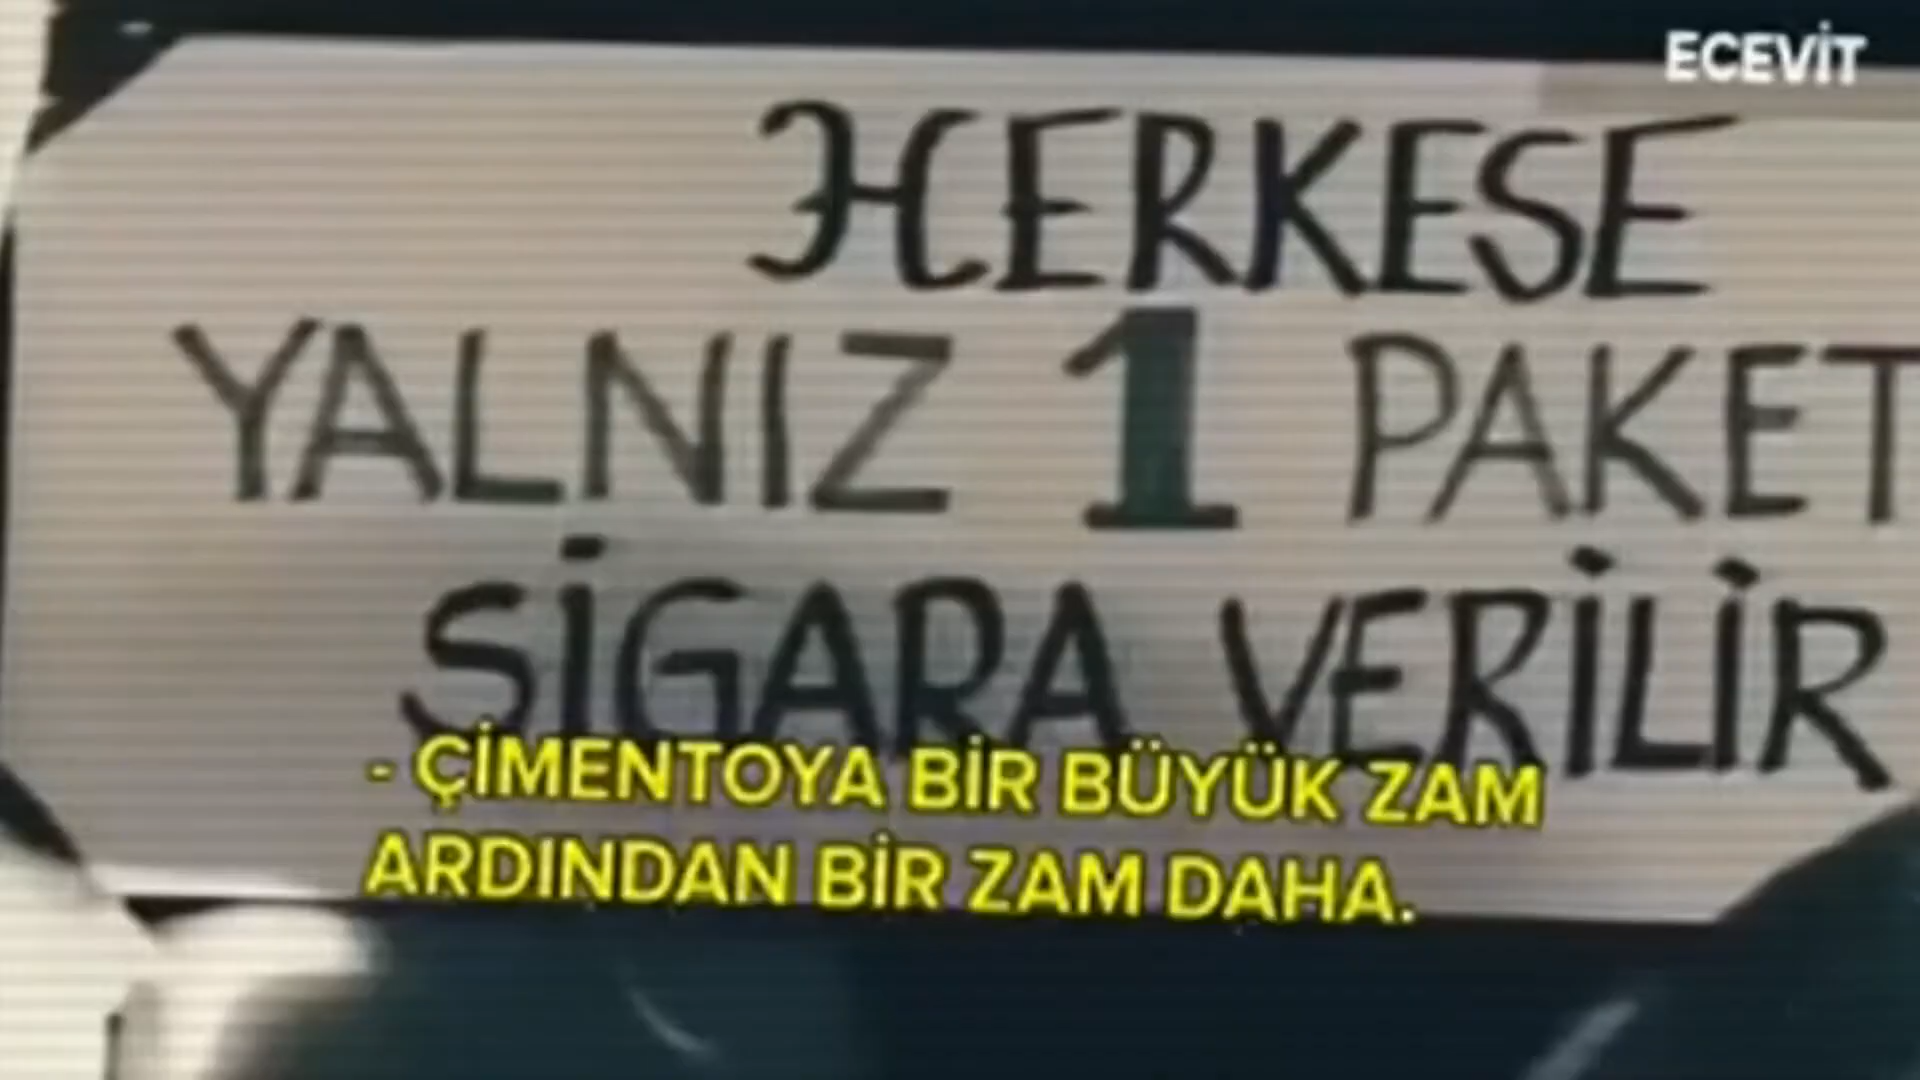 ECEVİT
HERKESE
YALNIZ 1 PAKET
SİGARA VERİLİR
- ÇİMENTOYA BİR BÜYÜK ZAM
ARDINDAN BİR ZAM DAHA.